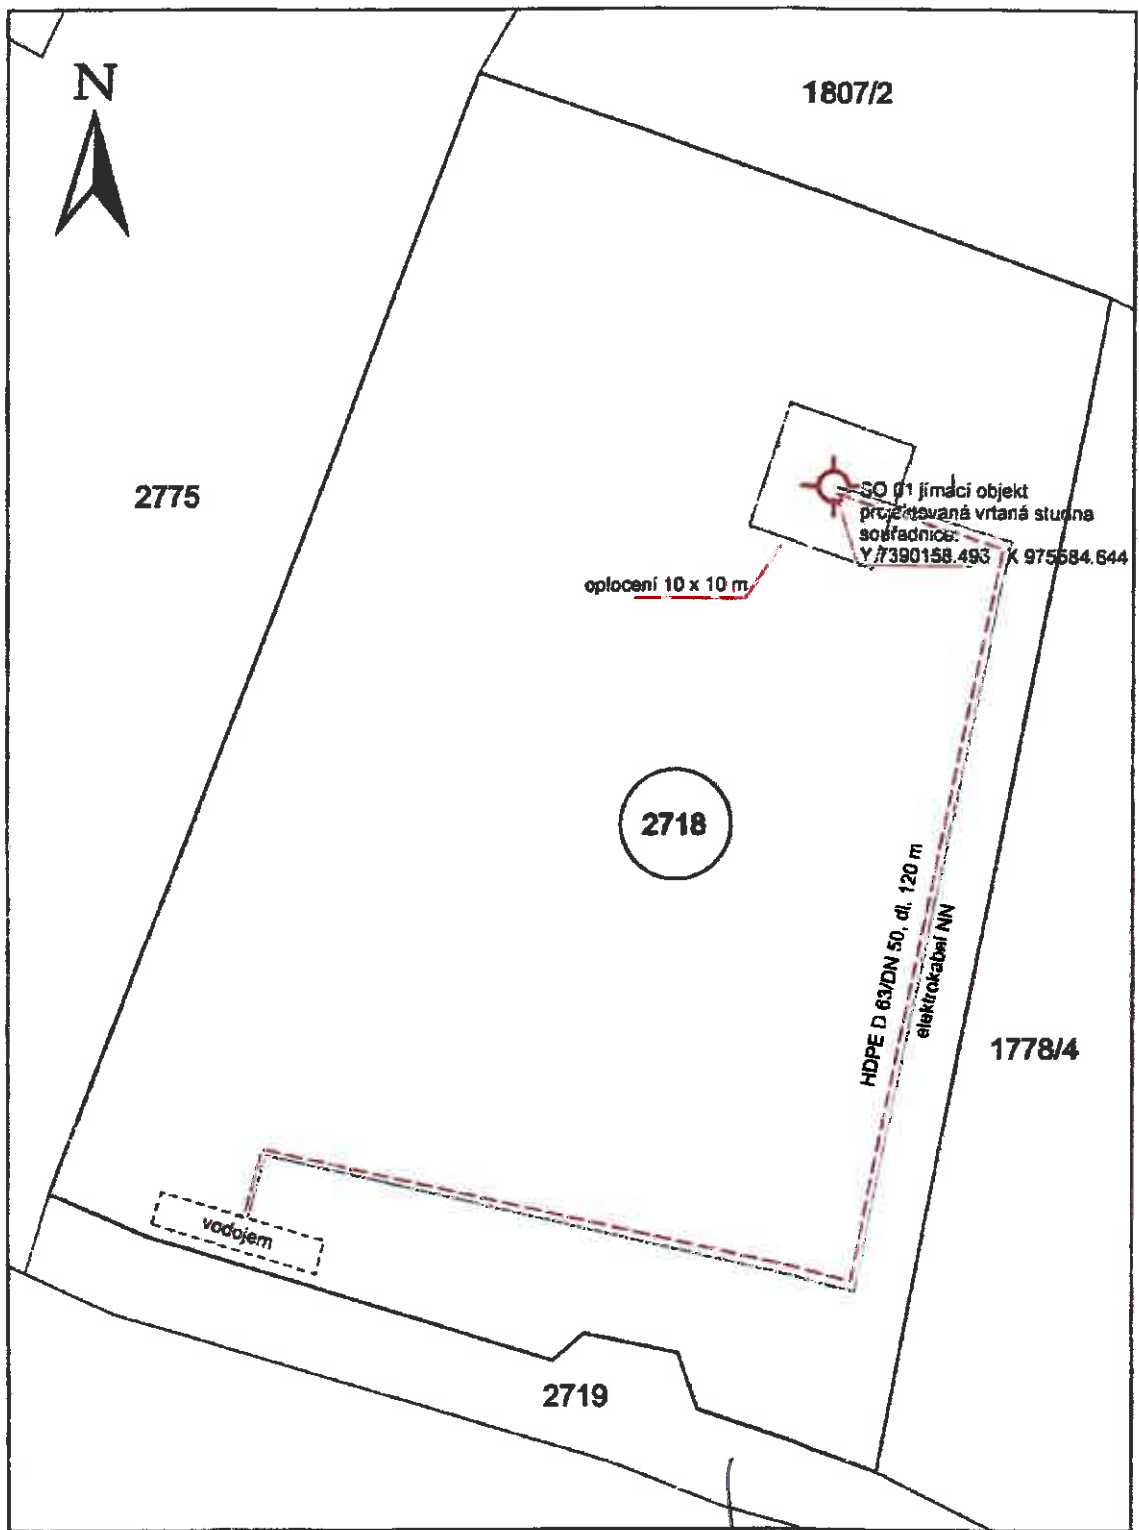 N
1807/2
2775
SO 01 jímací objekt
projektovaná vrtaná studna
souřadnice:
Y 7390158.493 X 975584.644
oplocení 10 x 10 m
2718
HDPE D 63/DN 50, dl. 120 m
elektrokabel NN
1778/4
vodojem
2719